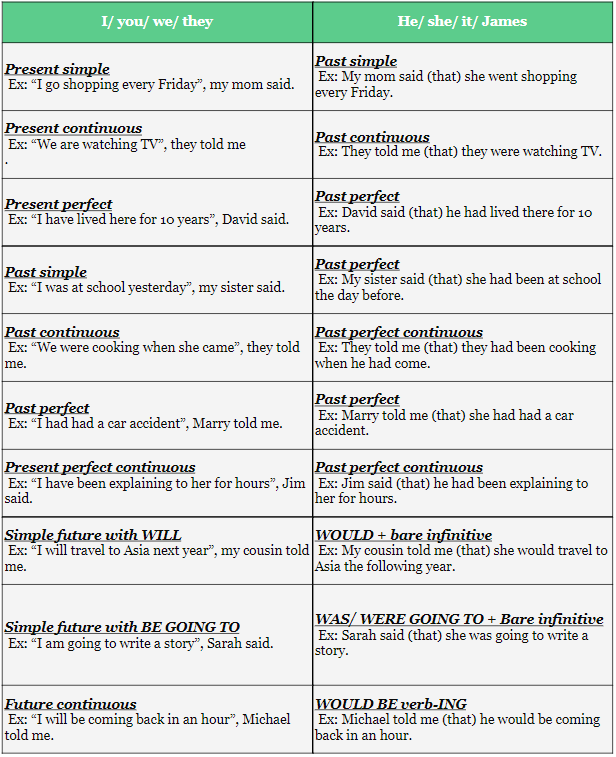 I/ you/ we/ they
He/ she/ it/ James
Present simple
Ex: “I go shopping every Friday”, my mom said.
Past simple
Ex: My mom said (that) she went shopping
every Friday.
Present continuous
Ex: “We are watching TV”, they told me
.
Past continuous
Ex: They told me (that) they were watching TV.
Present perfect
Ex: “I have lived here for 10 years”, David said.
Past perfect
Ex: David said (that) he had lived there for 10
years.
Past simple
Ex: “I was at school yesterday”, my sister said.
Past perfect
Ex: My sister said (that) she had been at school
the day before.
Past continuous
Ex: “We were cooking when she came”, they told
me.
Past perfect continuous
Ex: They told me (that) they had been cooking
when he had come.
Past perfect
Ex: “I had had a car accident”, Marry told me.
Past perfect
Ex: Marry told me (that) she had had a car
accident.
Present perfect continuous
Ex: “I have been explaining to her for hours”, Jim
said.
Past perfect continuous
Ex: Jim said (that) he had been explaining to
her for hours.
Simple future with WILL
Ex: “I will travel to Asia next year”, my cousin told
me.
WOULD + bare infinitive
Ex: My cousin told me (that) she would travel to
Asia the following year.
Simple future with BE GOING TO
Ex: “I am going to write a story”, Sarah said.
WAS/ WERE GOING TO + Bare infinitive
Ex: Sarah said (that) she was going to write a
story.
Future continuous
Ex: “I will be coming back in an hour”, Michael
told me.
WOULD BE verb-ING
Ex: Michael told me (that) he would be coming
back in an hour.